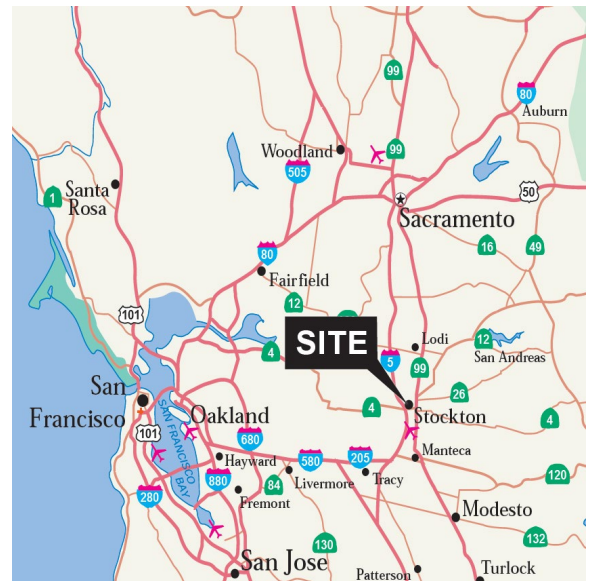 99
80
Auburn
Woodland
99
505
1
Santa
Rosa
50
Sacramento
16
49
80
Fairfield
12
101
SITE
Lodi
12
San Andreas
4
5
99
26
San
Francisco
Oakland
4
Stockton
4
101
SAN FRANCISCO
BAY
680
Hayward
580
205
Manteca
280
880
84
Livermore
Tracy
120
Fremont
Modesto
130
132
San Jose
Patterson
Turlock